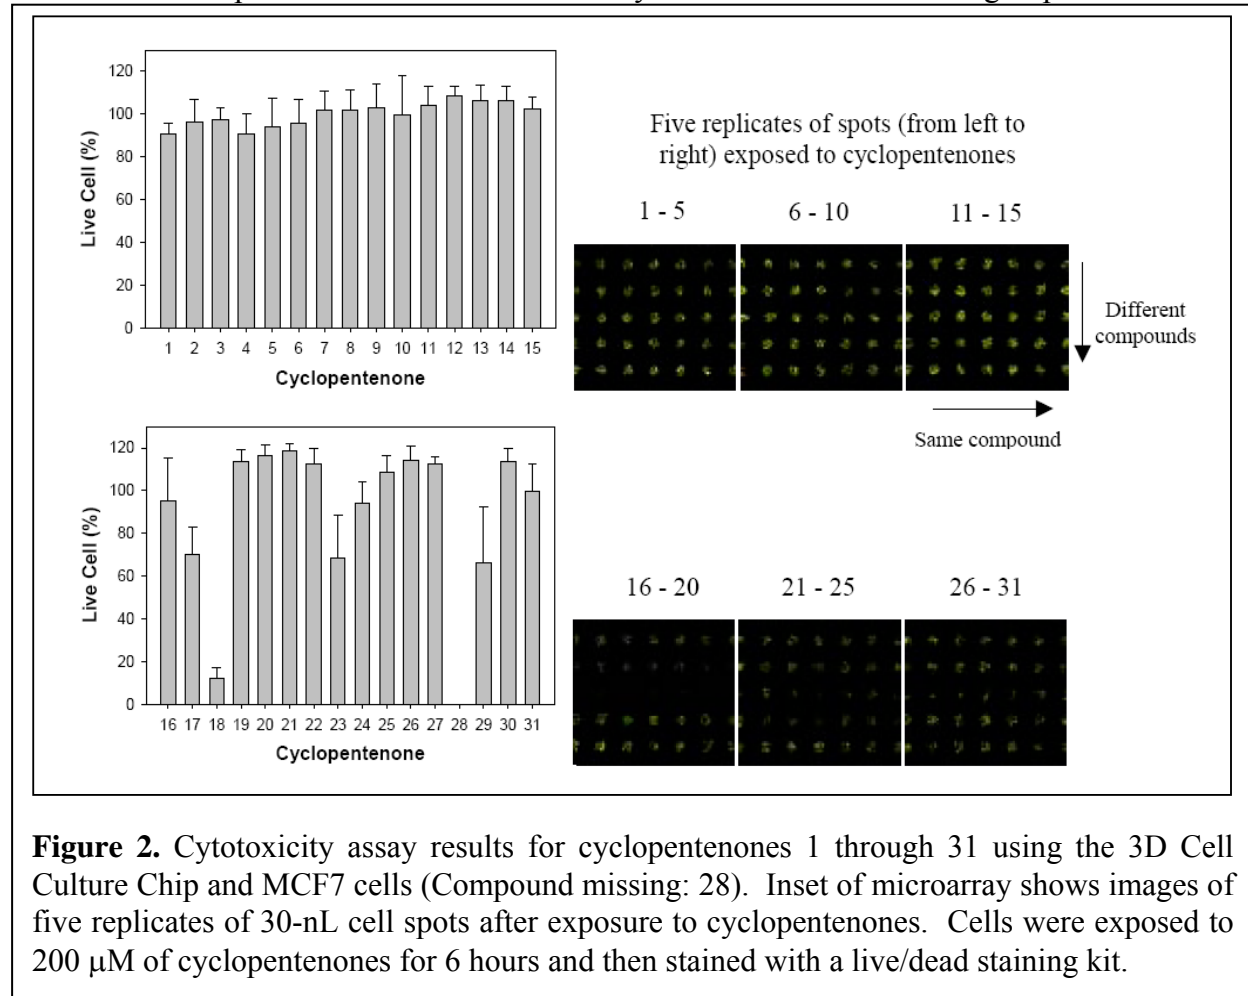 120
100
80
60
40
20
0
Live Cell (%)
1 2 3 4 5 6 7 8 9 10 11 12 13 14 15
Cyclopentenone
Five replicates of spots (from left to
right) exposed to cyclopentenones
1 - 5 6 - 10 11 - 15
Different
compounds
Same compound
120
100
80
60
40
20
0
Live Cell (%)
16 17 18 19 20 21 22 23 24 25 26 27 28 29 30 31
Cyclopentenone
16 - 20 21 - 25 26 - 31
Figure 2. Cytotoxicity assay results for cyclopentenones 1 through 31 using the 3D Cell
Culture Chip and MCF7 cells (Compound missing: 28). Inset of microarray shows images of
five replicates of 30-nL cell spots after exposure to cyclopentenones. Cells were exposed to
200 μM of cyclopentenones for 6 hours and then stained with a live/dead staining kit.